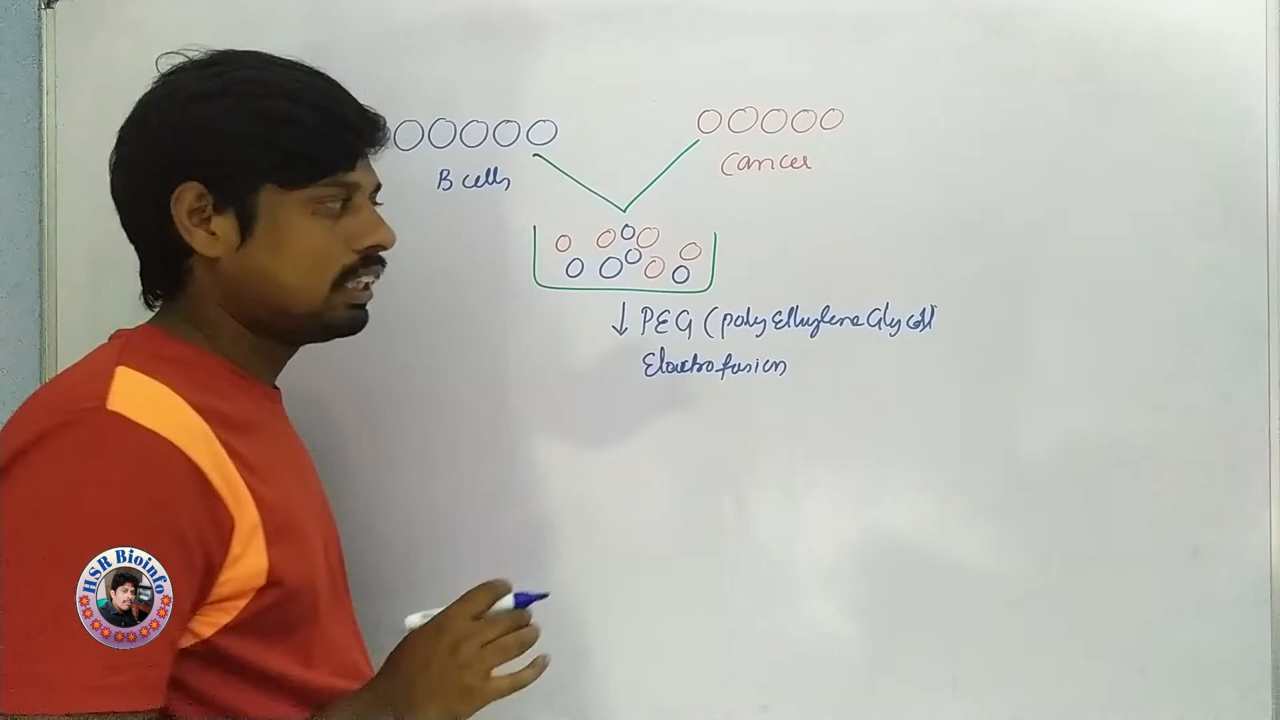 B cells
Cancer
↓ PEG (poly Ethylene Glycol)
Electrofusion
HSR Bioinfo